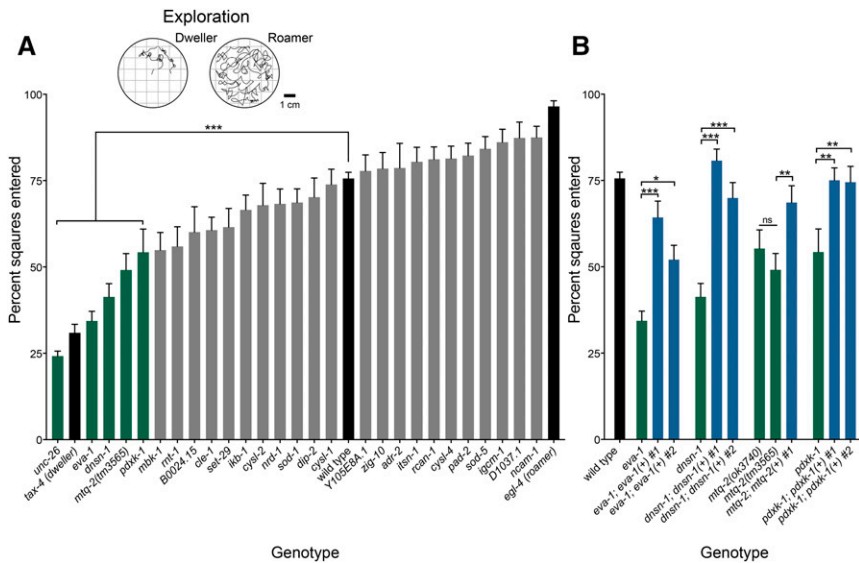 A
Exploration
Dweller
Roamer
1 cm
Percent sqaures entered
100
75
50
25
0
***
unc-26
tax-4 (dweller)
eva-1
dnsn-1
mtq-2(tm3565)
pdxk-1
mbk-1
rnt-1
B0024.15
cle-1
set-29
ikb-1
cysl-2
nrd-1
sod-1
dip-2
cysl-1
wild type
Y105E8A.1
zig-10
adr-2
itsn-1
rcan-1
cysl-4
pad-2
sod-5
igcm-1
D1037.1
ncam-1
egl-4 (roamer)
Genotype
B
Percent sqaures entered
100
75
50
25
0
***
*
***
***
ns
**
**
**
wild type
eva-1
eva-1; eva-1(+) #1
eva-1; eva-1(+) #2
dnsn-1
dnsn-1; dnsn-1(+) #1
dnsn-1; dnsn-1(+) #2
mtq-2(ok3740)
mtq-2(tm3565)
mtq-2; mtq-2(+) #1
pdxk-1
pdxk-1; pdxk-1(+) #1
pdxk-1; pdxk-1(+) #2
Genotype